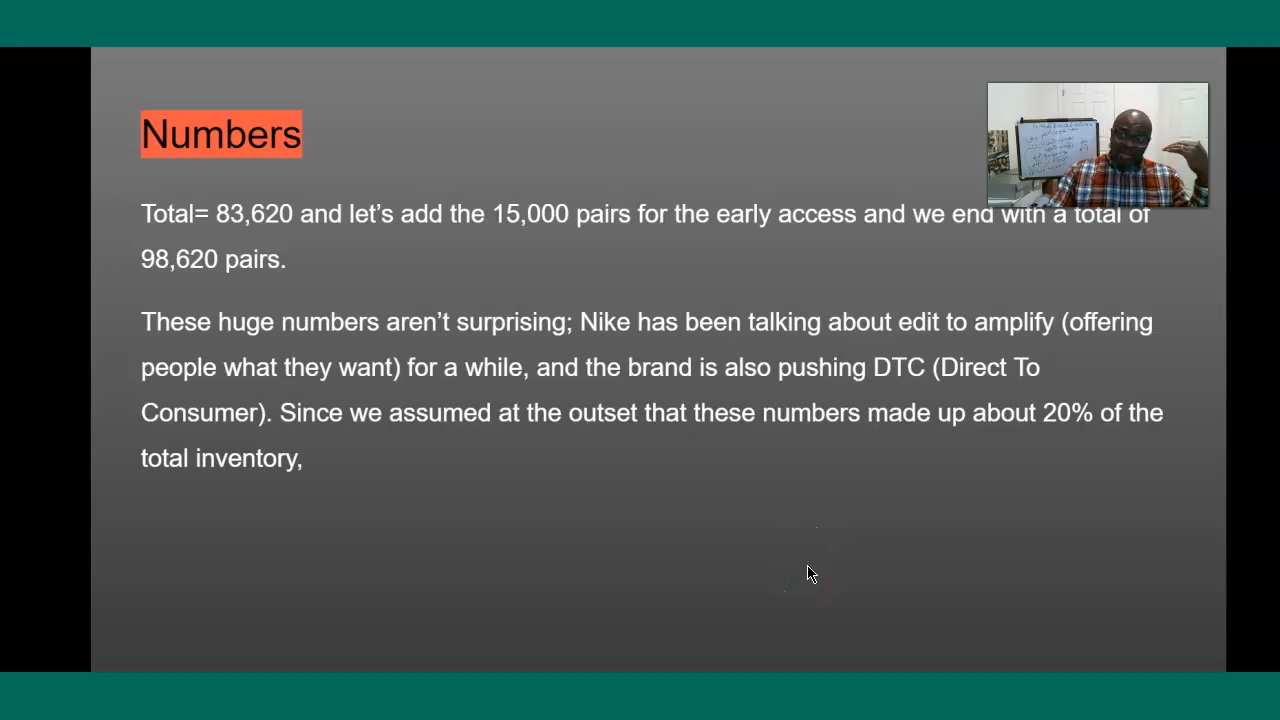 Numbers
Total= 83,620 and let’s add the 15,000 pairs for the early access and we end with a total of
98,620 pairs.
These huge numbers aren’t surprising; Nike has been talking about edit to amplify (offering
people what they want) for a while, and the brand is also pushing DTC (Direct To
Consumer). Since we assumed at the outset that these numbers made up about 20% of the
total inventory,